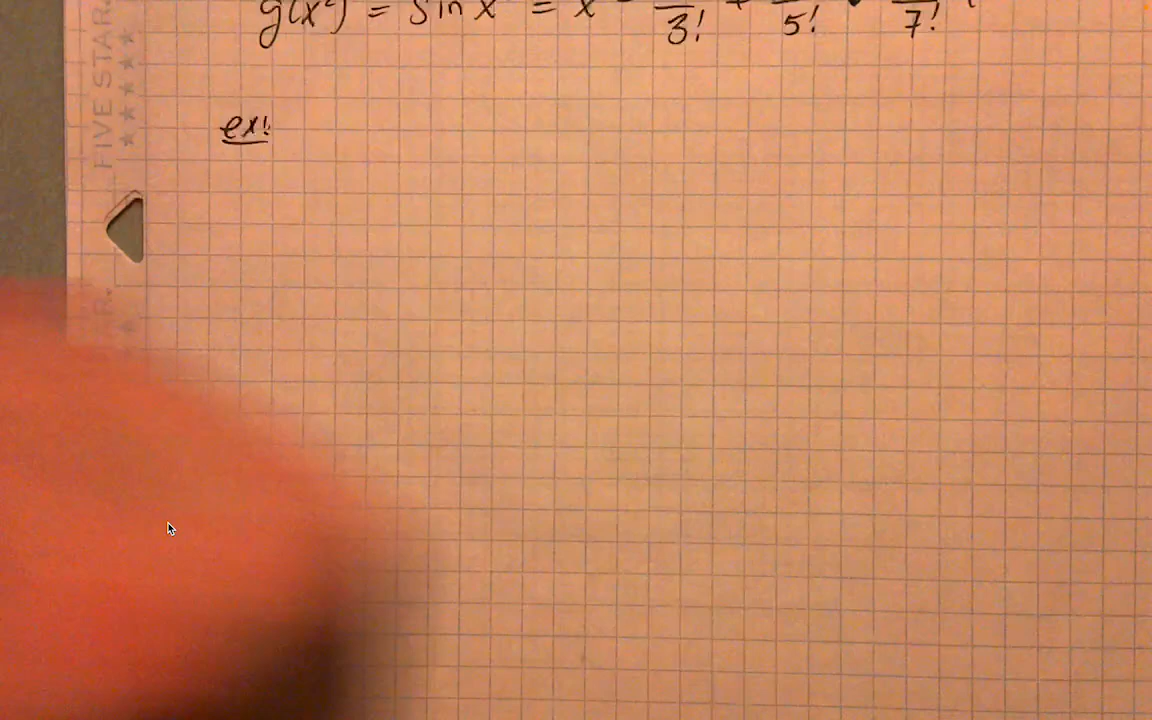 g(x²) = sin x = x - — + — - — +
3! 5! 7!
ex:
FIVE STAR.
R.